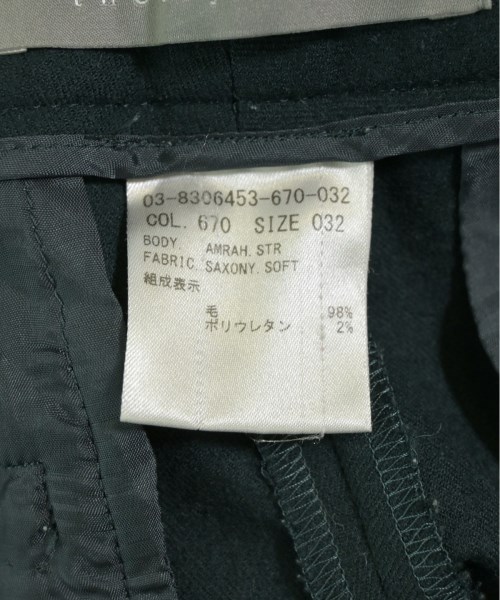 03-8306453-670-032
COL. 670 SIZE 032
BODY. AMRAH. STR
FABRIC. SAXONY. SOFT
組成表示
毛 98%
ポリウレタン 2%